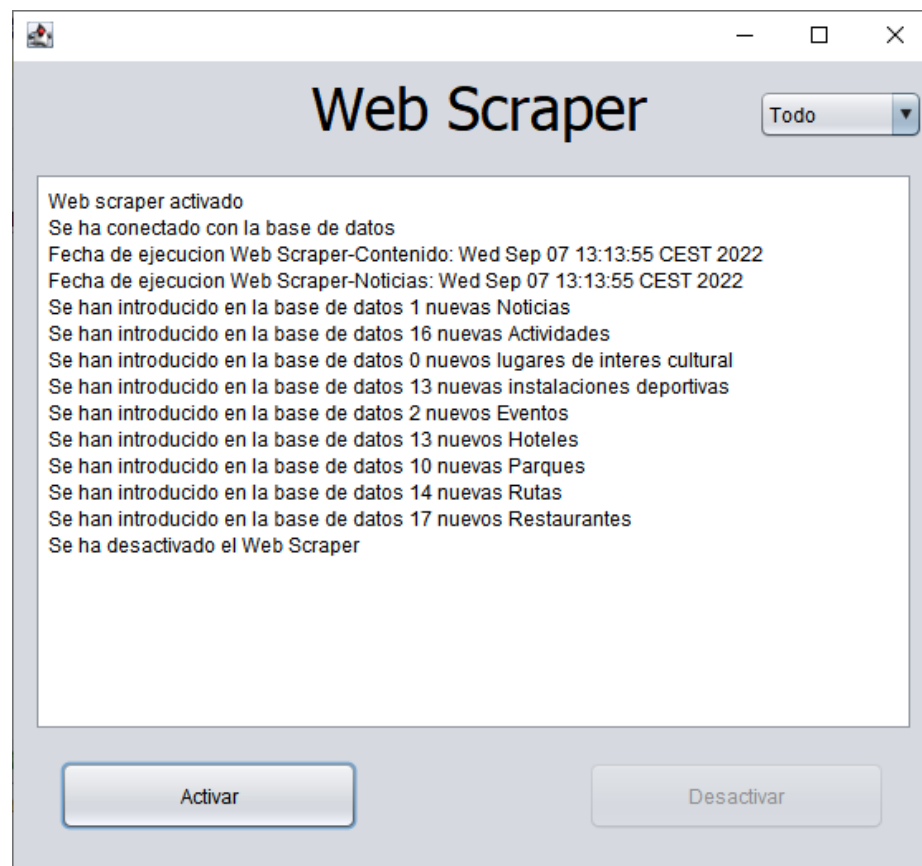 Web Scraper
Todo
Web scraper activado
Se ha conectado con la base de datos
Fecha de ejecucion Web Scraper-Contenido: Wed Sep 07 13:13:55 CEST 2022
Fecha de ejecucion Web Scraper-Noticias: Wed Sep 07 13:13:55 CEST 2022
Se han introducido en la base de datos 1 nuevas Noticias
Se han introducido en la base de datos 16 nuevas Actividades
Se han introducido en la base de datos 0 nuevos lugares de interes cultural
Se han introducido en la base de datos 13 nuevas instalaciones deportivas
Se han introducido en la base de datos 2 nuevos Eventos
Se han introducido en la base de datos 13 nuevos Hoteles
Se han introducido en la base de datos 10 nuevas Parques
Se han introducido en la base de datos 14 nuevas Rutas
Se han introducido en la base de datos 17 nuevos Restaurantes
Se ha desactivado el Web Scraper
Activar
Desactivar